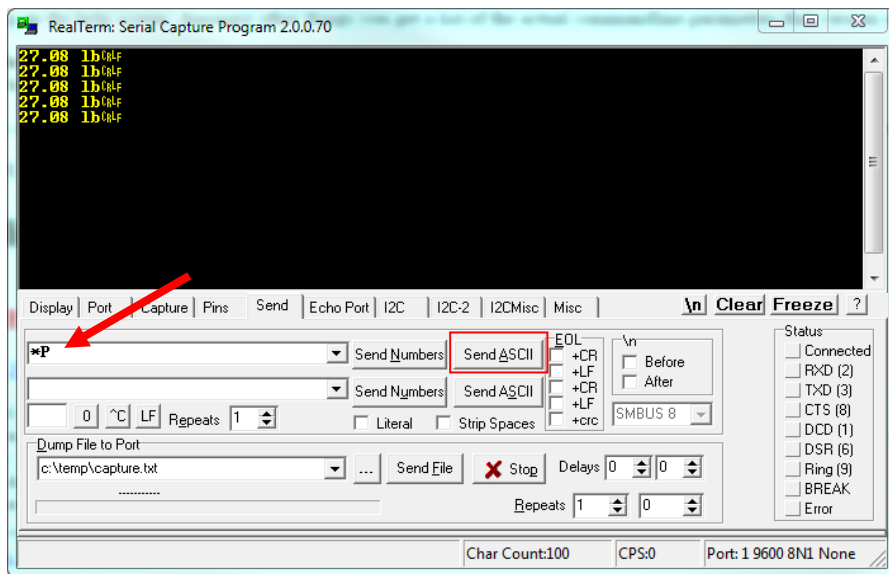 RealTerm: Serial Capture Program 2.0.0.70
27.08 lbCRLF
27.08 lbCRLF
27.08 lbCRLF
27.08 lbCRLF
27.08 lbCRLF
Display Port Capture Pins Send Echo Port I2C I2C-2 I2CMisc Misc \n Clear Freeze ?
*P Send Numbers Send ASCII
Send Numbers Send ASCII
0 ^C LF Repeats 1 Literal Strip Spaces
EOL
+CR
+LF
+CR
+LF
+crc
\n
Before
After
SMBUS 8
Dump File to Port
c:\temp\capture.txt ... Send File Stop Delays 0 0
Repeats 1 0
Status
Connected
RXD (2)
TXD (3)
CTS (8)
DCD (1)
DSR (6)
Ring (9)
BREAK
Error
Char Count:100 CPS:0 Port: 1 9600 8N1 None